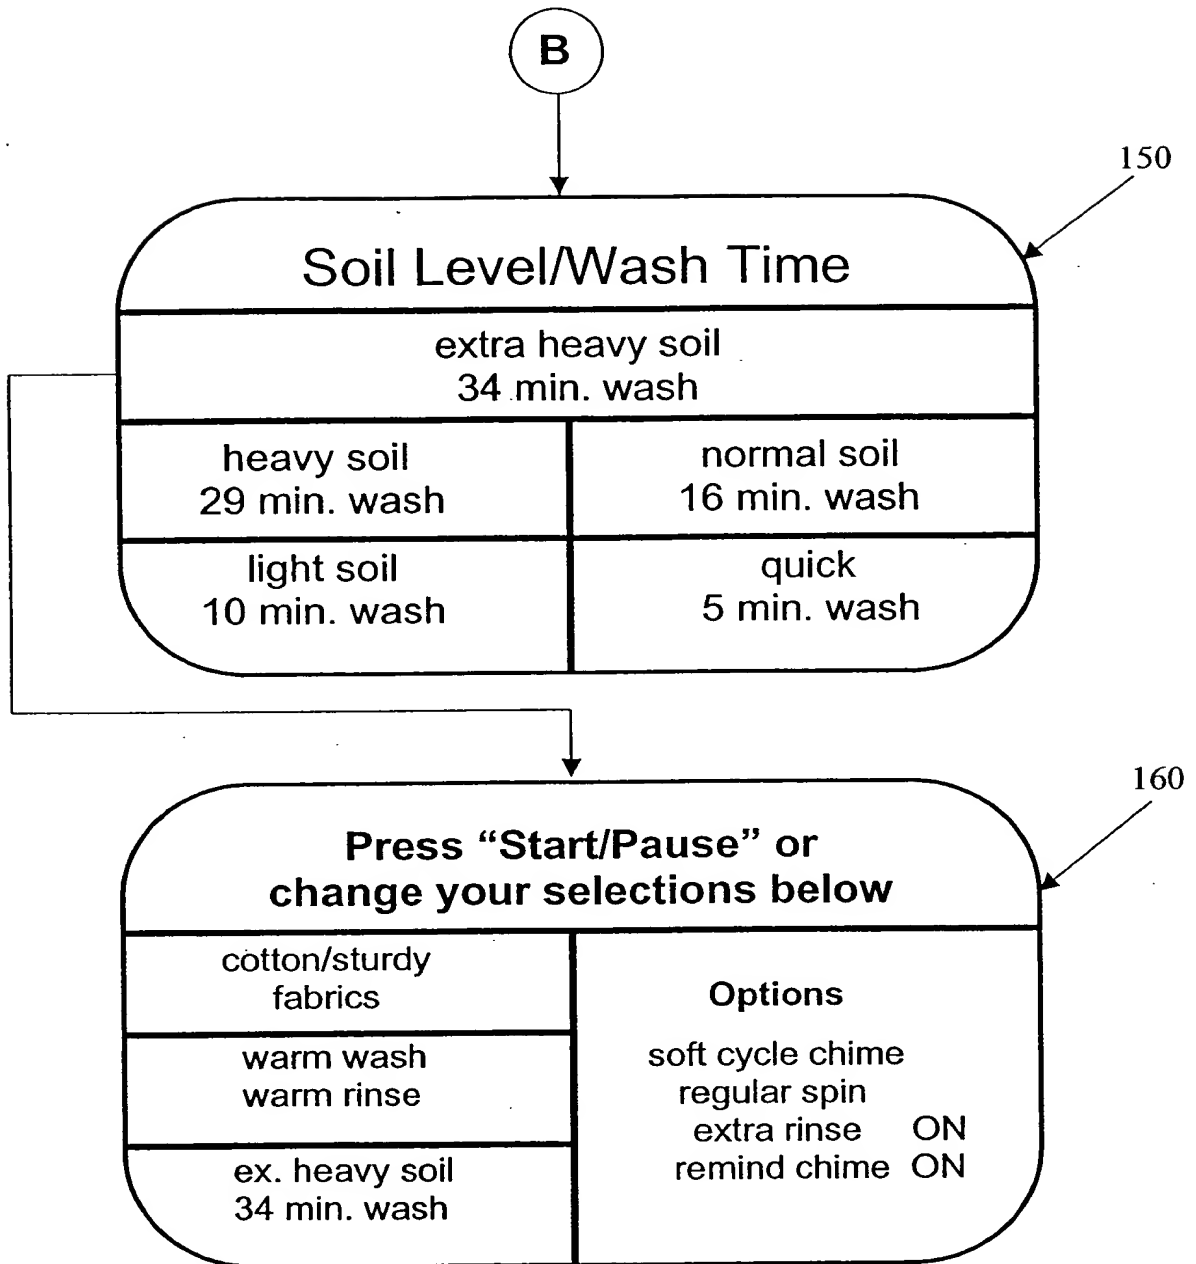 B
150
Soil Level/Wash Time
extra heavy soil
34 min. wash
heavy soil
29 min. wash
normal soil
16 min. wash
light soil
10 min. wash
quick
5 min. wash
160
Press “Start/Pause” or
change your selections below
cotton/sturdy
fabrics
warm wash
warm rinse
ex. heavy soil
34 min. wash
Options
soft cycle chime
regular spin
extra rinse ON
remind chime ON